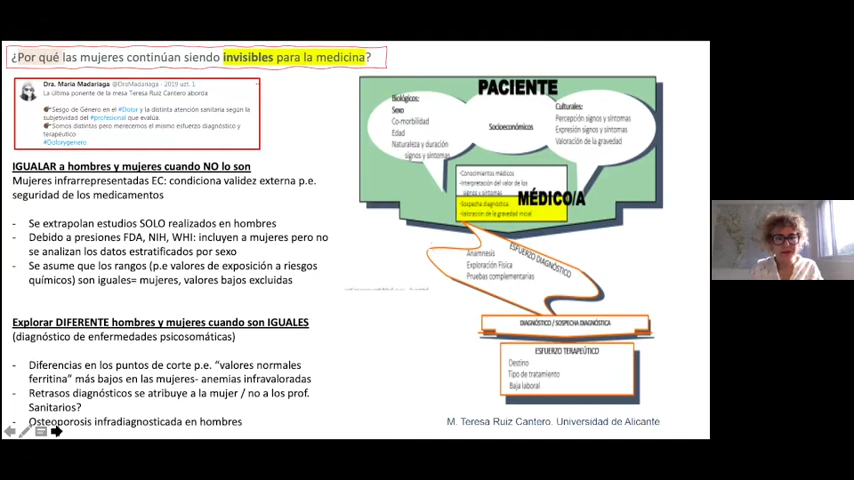 ¿Por qué las mujeres continúan siendo invisibles para la medicina?
Dra. Maria Madariaga @DraMadariaga · 2019 uzt. 1
La última ponente de la mesa Teresa Ruiz Cantero aborda
Sesgo de Género en el #Dolor y la distinta atención sanitaria según la
subjetividad del #profesional que evalúa.
Somos distintas pero merecemos el mismo esfuerzo diagnóstico y
terapéutico
#Dolorygenero
IGUALAR a hombres y mujeres cuando NO lo son
Mujeres infrarrepresentadas EC: condiciona validez externa p.e.
seguridad de los medicamentos
- Se extrapolan estudios SOLO realizados en hombres
- Debido a presiones FDA, NIH, WHI: incluyen a mujeres pero no
se analizan los datos estratificados por sexo
- Se asume que los rangos (p.e valores de exposición a riesgos
químicos) son iguales= mujeres, valores bajos excluidas
Explorar DIFERENTE hombres y mujeres cuando son IGUALES
(diagnóstico de enfermedades psicosomáticas)
- Diferencias en los puntos de corte p.e. “valores normales
ferritina” más bajos en las mujeres- anemias infravaloradas
- Retrasos diagnósticos se atribuye a la mujer / no a los prof.
Sanitarios?
- Osteoporosis infradiagnosticada en hombres
PACIENTE
Biológicos:
Sexo
Co-morbilidad
Edad
Naturaleza y duración
signos y síntomas
Socioeconómicos
Culturales:
Percepción signos y síntomas
Expresión signos y síntomas
Valoración de la gravedad
-Conocimientos médicos
-Interpretación del valor de los
signos y síntomas
-Sospecha diagnóstica
-Valoración de la gravedad inicial
MÉDICO/A
ESFUERZO DIAGNÓSTICO
Anamnesis
Exploración Física
Pruebas complementarias
DIAGNÓSTICO / SOSPECHA DIAGNÓSTICA
ESFUERZO TERAPEÚTICO
Destino
Tipo de tratamiento
Baja laboral
M. Teresa Ruiz Cantero. Universidad de Alicante